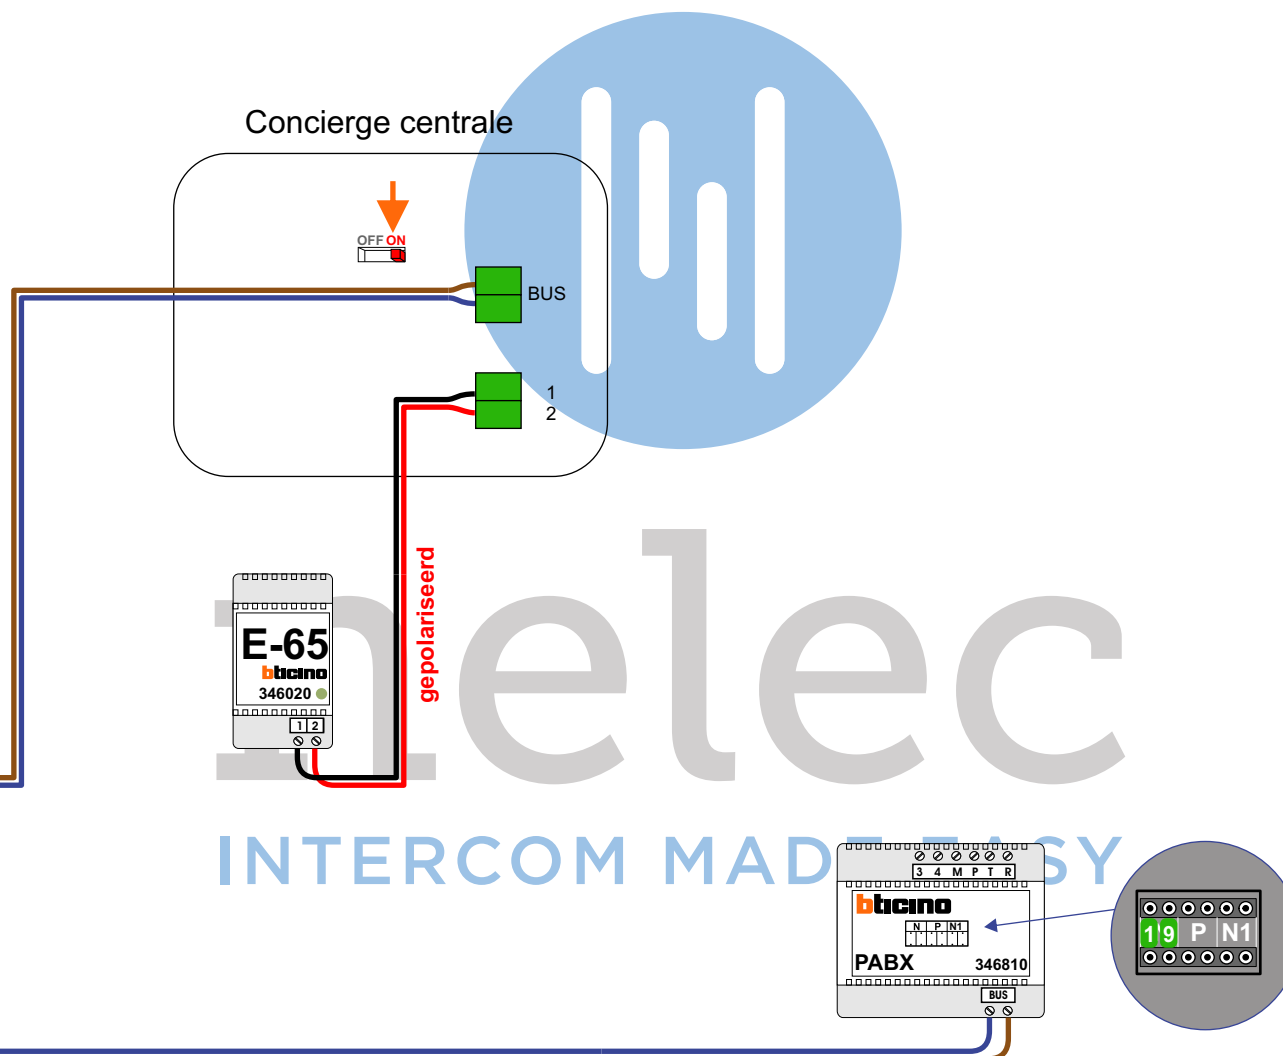 Concierge centrale
OFF ON
BUS
1
2
gepolariseerd
E-65
bticino
346020
1 2
nelec
INTERCOM MADE EASY
3 4 M P T R
bticino
N P N1
PABX 346810
BUS
1 9 P N1